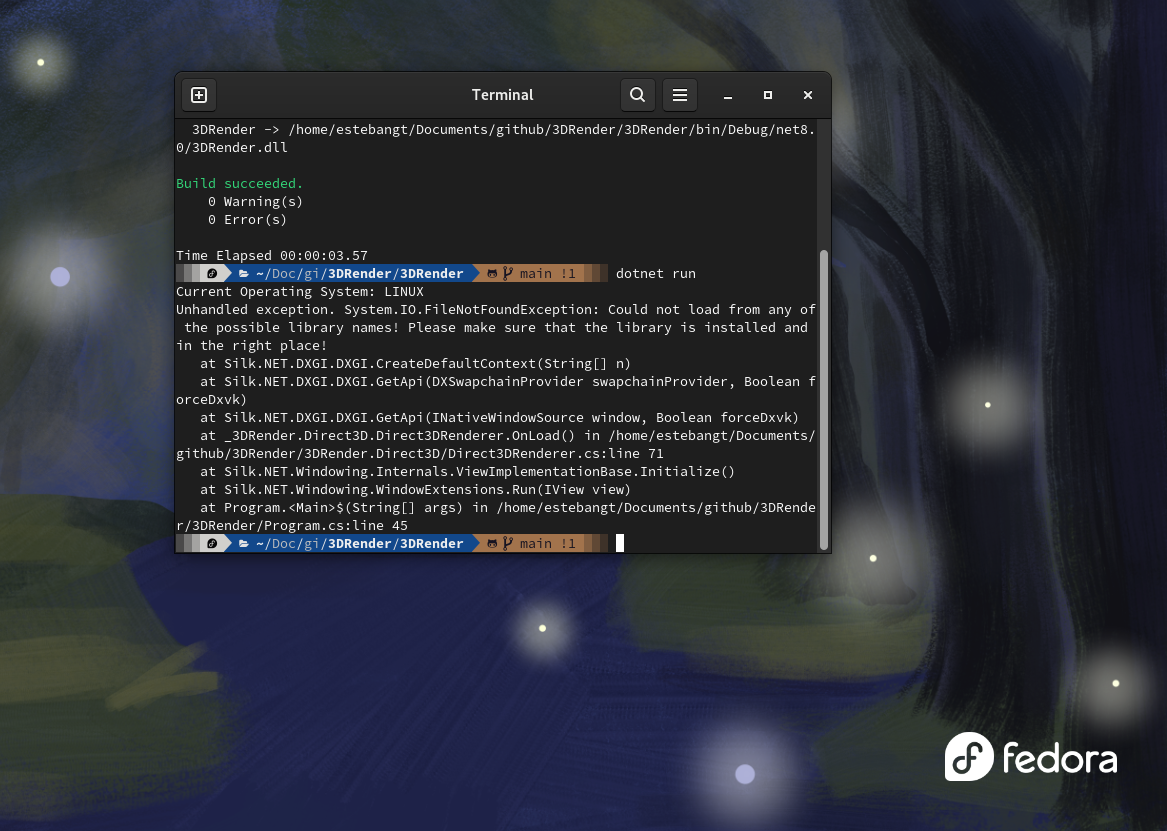 Terminal
  3DRender -> /home/estebangt/Documents/github/3DRender/3DRender/bin/Debug/net8.
0/3DRender.dll
Build succeeded.
    0 Warning(s)
    0 Error(s)
Time Elapsed 00:00:03.57
~/Doc/gi/3DRender/3DRender main !1 dotnet run
Current Operating System: LINUX
Unhandled exception. System.IO.FileNotFoundException: Could not load from any of
 the possible library names! Please make sure that the library is installed and
in the right place!
   at Silk.NET.DXGI.DXGI.CreateDefaultContext(String[] n)
   at Silk.NET.DXGI.DXGI.GetApi(DXSwapchainProvider swapchainProvider, Boolean f
orceDxvk)
   at Silk.NET.DXGI.DXGI.GetApi(INativeWindowSource window, Boolean forceDxvk)
   at _3DRender.Direct3D.Direct3DRenderer.OnLoad() in /home/estebangt/Documents/
github/3DRender/3DRender.Direct3D/Direct3DRenderer.cs:line 71
   at Silk.NET.Windowing.Internals.ViewImplementationBase.Initialize()
   at Silk.NET.Windowing.WindowExtensions.Run(IView view)
   at Program.<Main>$(String[] args) in /home/estebangt/Documents/github/3DRende
r/3DRender/Program.cs:line 45
~/Doc/gi/3DRender/3DRender main !1
fedora